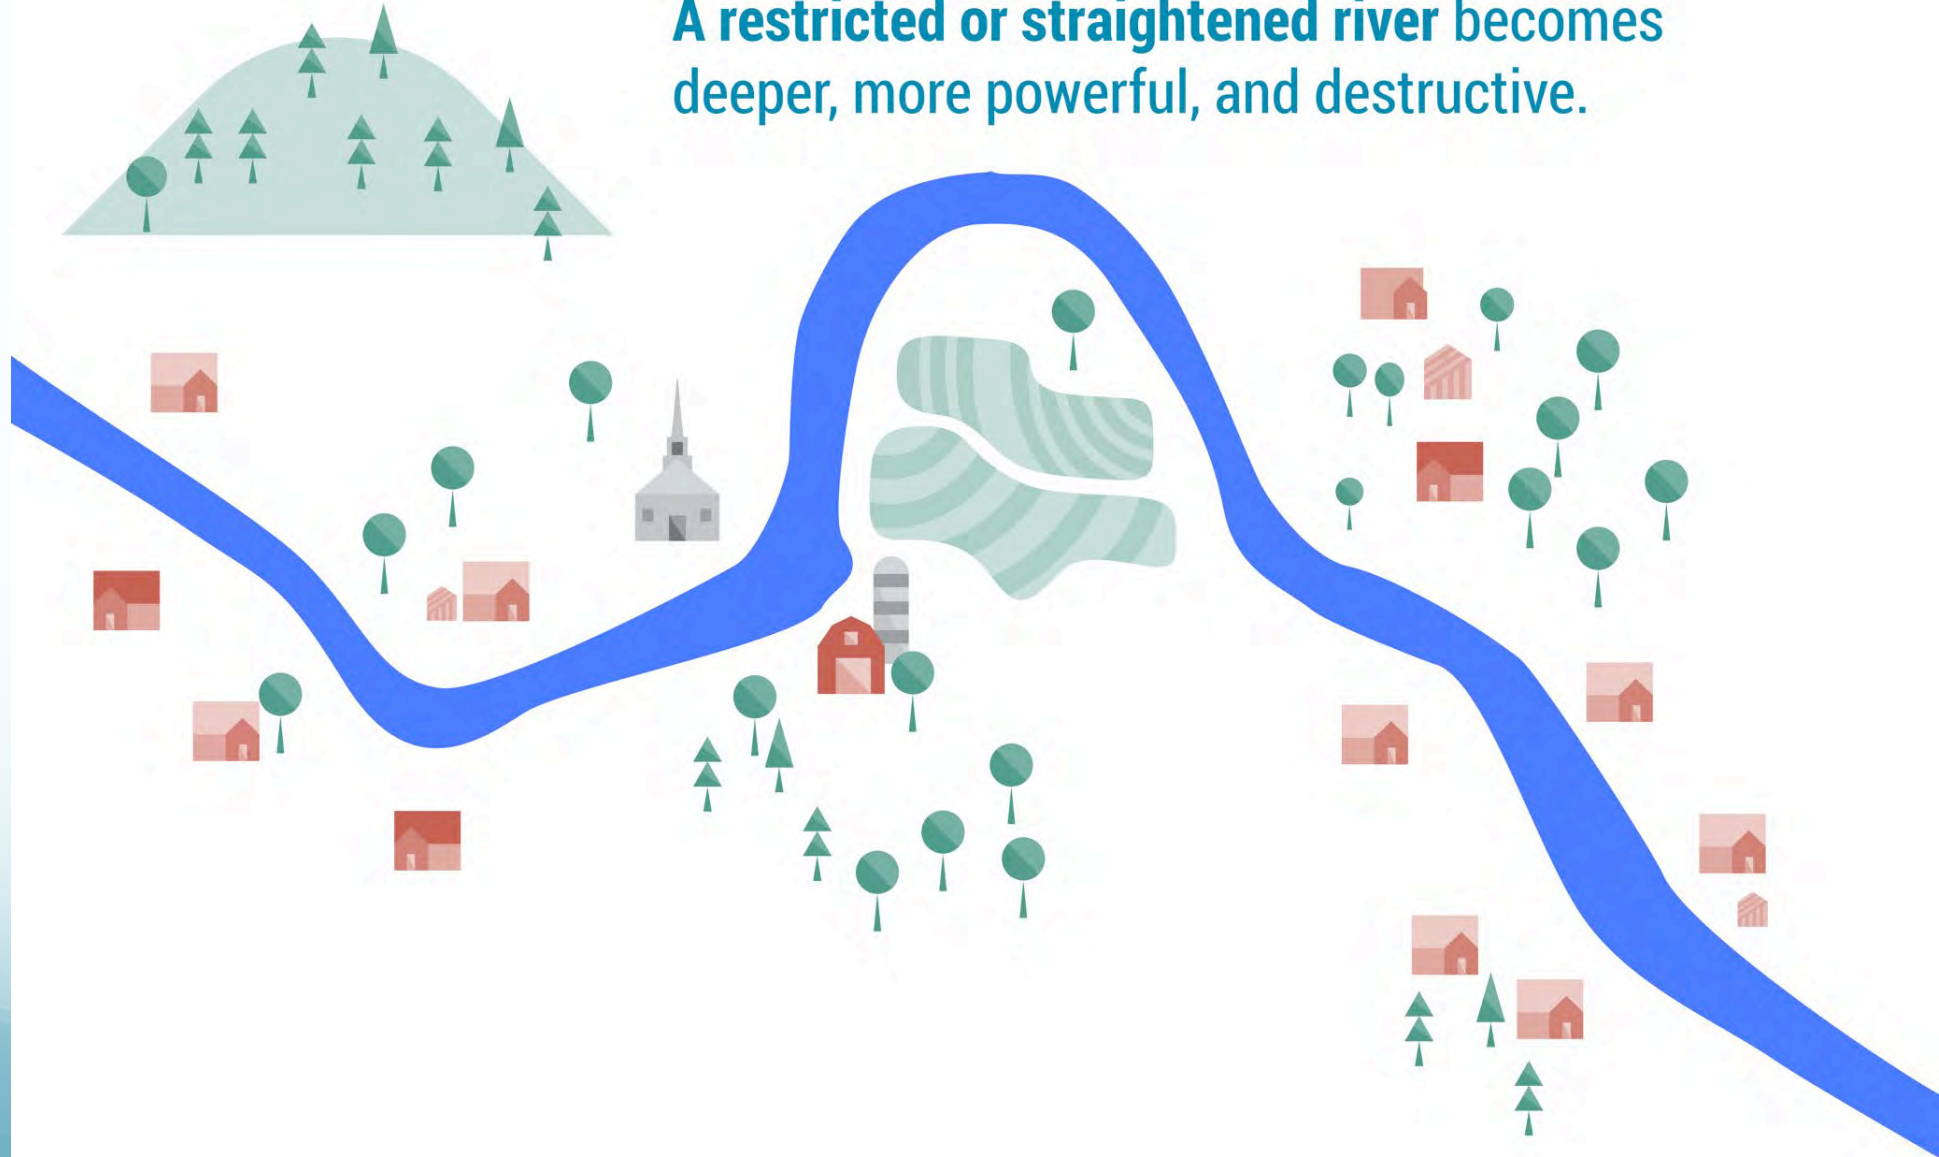 A restricted or straightened river becomes
deeper, more powerful, and destructive.